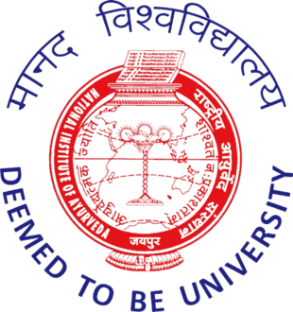 मानद विश्वविद्यालय
NATIONAL INSTITUTE OF AYURVEDA
राष्ट्रीय आयुर्वेद संस्थान
जयपुर
DEEMED TO BE UNIVERSITY